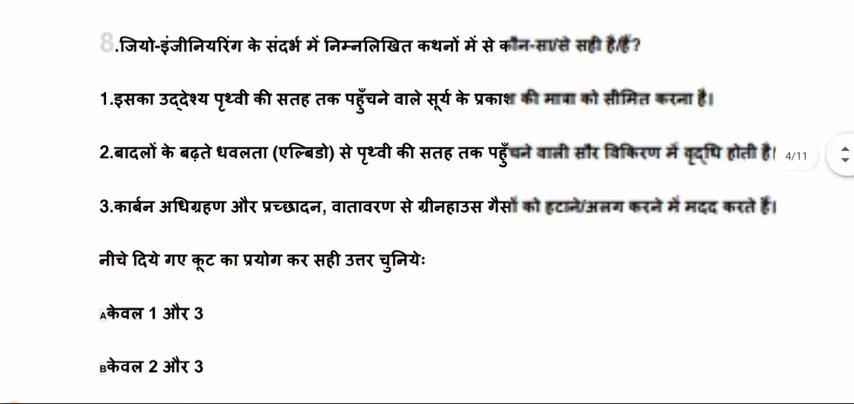 8.जियो-इंजीनियरिंग के संदर्भ में निम्नलिखित कथनों में से कौन-सा/से सही है/हैं?
1.इसका उद्देश्य पृथ्वी की सतह तक पहुँचने वाले सूर्य के प्रकाश की मात्रा को सीमित करना है।
2.बादलों के बढ़ते धवलता (एल्बिडो) से पृथ्वी की सतह तक पहुँचने वाली सौर विकिरण में वृद्धि होती है।
4/11
3.कार्बन अधिग्रहण और प्रच्छादन, वातावरण से ग्रीनहाउस गैसों को हटाने/अलग करने में मदद करते हैं।
नीचे दिये गए कूट का प्रयोग कर सही उत्तर चुनिये:
Aकेवल 1 और 3
Bकेवल 2 और 3